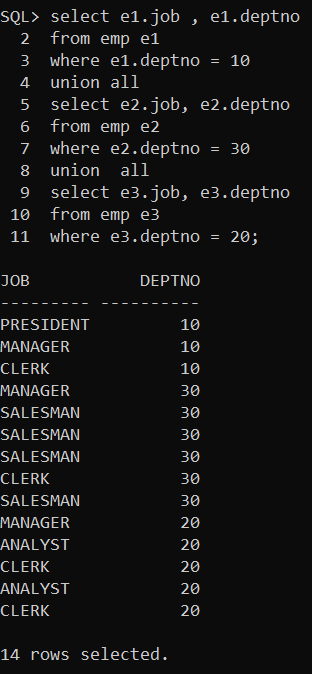 SQL> select e1.job , e1.deptno
  2  from emp e1
  3  where e1.deptno = 10
  4  union all
  5  select e2.job, e2.deptno
  6  from emp e2
  7  where e2.deptno = 30
  8  union  all
  9  select e3.job, e3.deptno
 10  from emp e3
 11  where e3.deptno = 20;

JOB           DEPTNO
--------- ----------
PRESIDENT         10
MANAGER           10
CLERK             10
MANAGER           30
SALESMAN          30
SALESMAN          30
SALESMAN          30
CLERK             30
SALESMAN          30
MANAGER           20
ANALYST           20
CLERK             20
ANALYST           20
CLERK             20

14 rows selected.